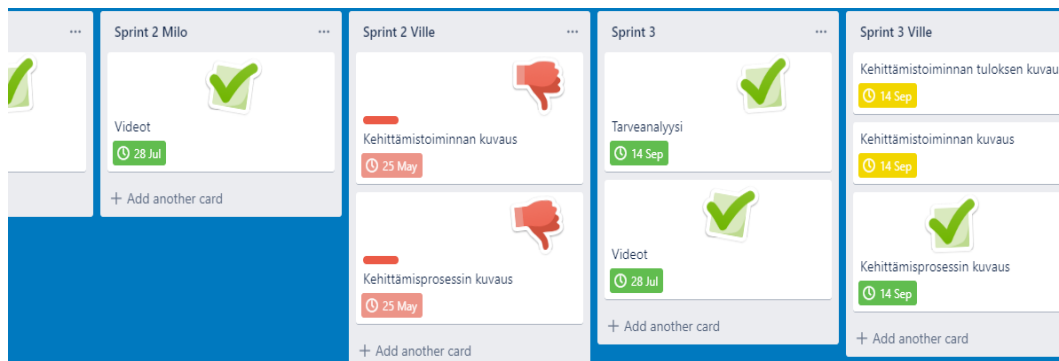 Sprint 2 Milo
Videot
28 Jul
+ Add another card
Sprint 2 Ville
Kehittämistoiminnan kuvaus
25 May
Kehittämisprosessin kuvaus
25 May
+ Add another card
Sprint 3
Tarveanalyysi
14 Sep
Videot
28 Jul
+ Add another card
Sprint 3 Ville
Kehittämistoiminnan tuloksen kuvau
14 Sep
Kehittämistoiminnan kuvaus
14 Sep
Kehittämisprosessin kuvaus
14 Sep
+ Add another card